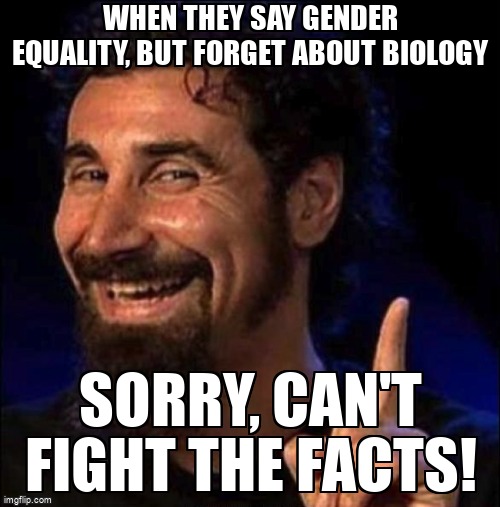 WHEN THEY SAY GENDER
EQUALITY, BUT FORGET ABOUT BIOLOGY
SORRY, CAN'T
FIGHT THE FACTS!
imgflip.com